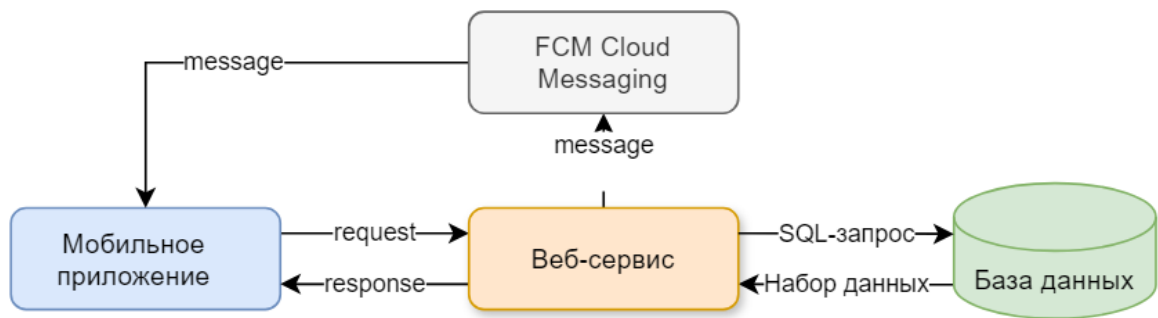 FCM Cloud
Messaging
message
message
Мобильное
приложение
request
response
Веб-сервис
SQL-запрос
Набор данных
База данных